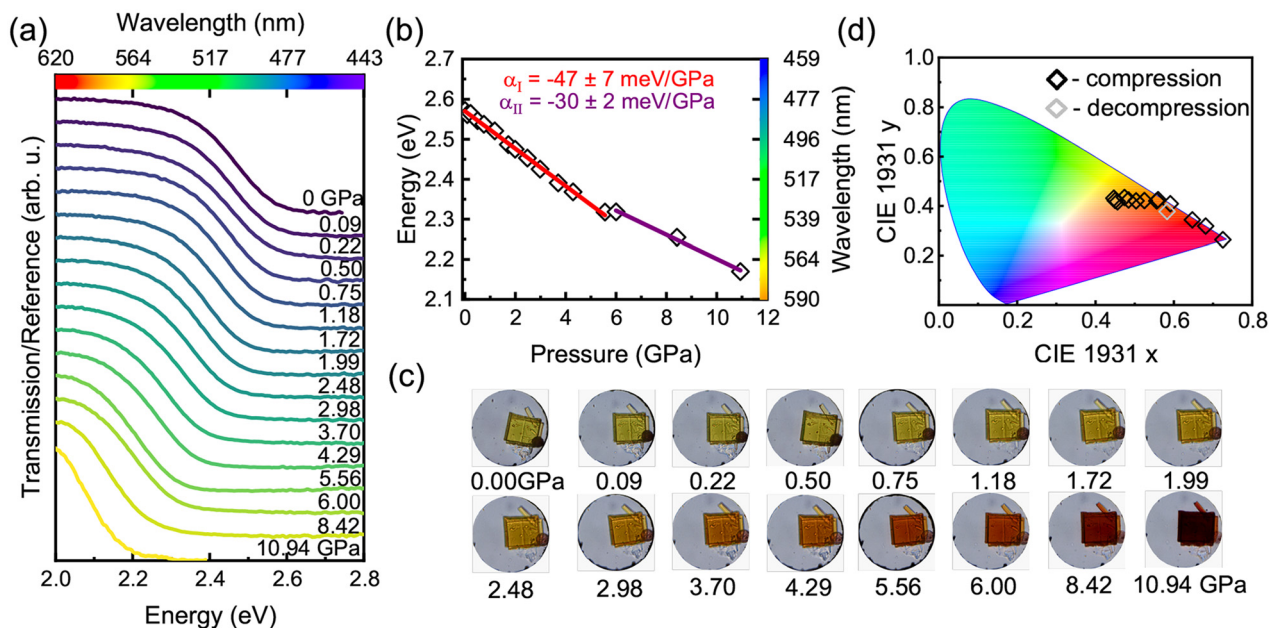 (a)
Wavelength (nm)
620 564 517 477 443
Transmission/Reference (arb. u.)
0 GPa
0.09
0.22
0.50
0.75
1.18
1.72
1.99
2.48
2.98
3.70
4.29
5.56
6.00
8.42
10.94 GPa
2.0 2.2 2.4 2.6 2.8
Energy (eV)
(b)
α_I = -47 ± 7 meV/GPa
α_II = -30 ± 2 meV/GPa
Energy (eV)
2.7
2.6
2.5
2.4
2.3
2.2
2.1
0 2 4 6 8 10 12
Pressure (GPa)
459
477
496
517
539
564
590
Wavelength (nm)
(d)
- compression
- decompression
CIE 1931 y
1.0
0.8
0.6
0.4
0.2
0
0.0 0.2 0.4 0.6 0.8
CIE 1931 x
(c)
0.00GPa 0.09 0.22 0.50 0.75 1.18 1.72 1.99
2.48 2.98 3.70 4.29 5.56 6.00 8.42 10.94 GPa